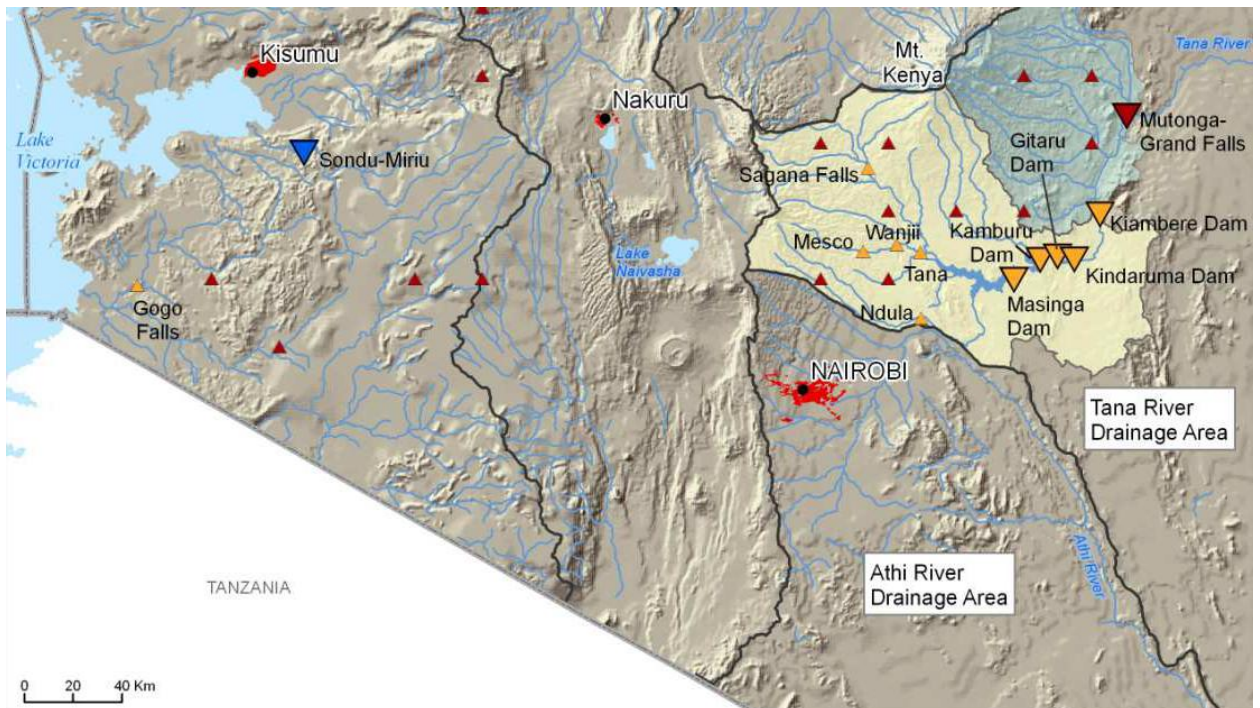 Kisumu
Mt.
Kenya
Tana River
Nakuru
Mutonga-
Grand Falls
Gitaru
Dam
Lake
Victoria
Sondu-Miriu
Sagana Falls
Kiambere Dam
Wanjii
Kamburu
Dam
Mesco
Lake
Naivasha
Tana
Kindaruma Dam
Gogo
Falls
Ndula
Masinga
Dam
NAIROBI
Tana River
Drainage Area
Athi River
Athi River
Drainage Area
TANZANIA
0 20 40 Km